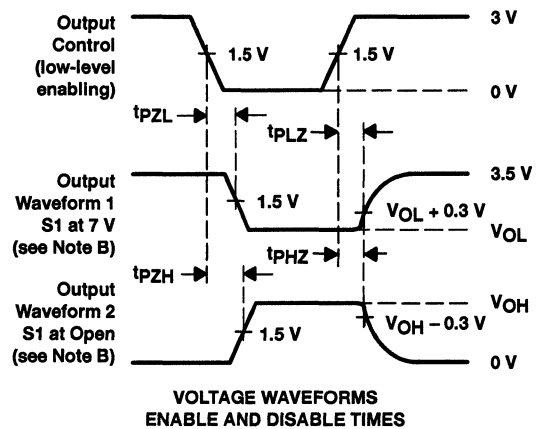 Output
Control
(low-level
enabling)
1.5 V
1.5 V
3 V
0 V
tPZL
tPLZ
Output
Waveform 1
S1 at 7 V
(see Note B)
1.5 V
3.5 V
VOL + 0.3 V
VOL
tPZH
tPHZ
Output
Waveform 2
S1 at Open
(see Note B)
1.5 V
VOH
VOH – 0.3 V
0 V
VOLTAGE WAVEFORMS
ENABLE AND DISABLE TIMES